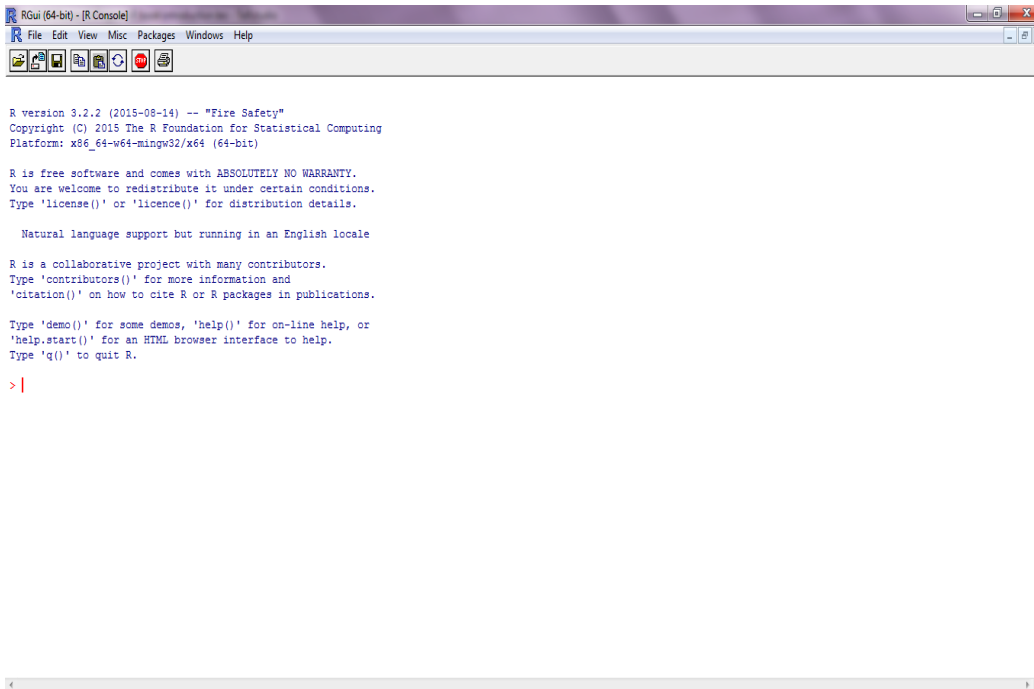 RGui (64-bit) - [R Console]
File Edit View Misc Packages Windows Help
STOP
R version 3.2.2 (2015-08-14) -- "Fire Safety"
Copyright (C) 2015 The R Foundation for Statistical Computing
Platform: x86_64-w64-mingw32/x64 (64-bit)
R is free software and comes with ABSOLUTELY NO WARRANTY.
You are welcome to redistribute it under certain conditions.
Type 'license()' or 'licence()' for distribution details.
Natural language support but running in an English locale
R is a collaborative project with many contributors.
Type 'contributors()' for more information and
'citation()' on how to cite R or R packages in publications.
Type 'demo()' for some demos, 'help()' for on-line help, or
'help.start()' for an HTML browser interface to help.
Type 'q()' to quit R.
>